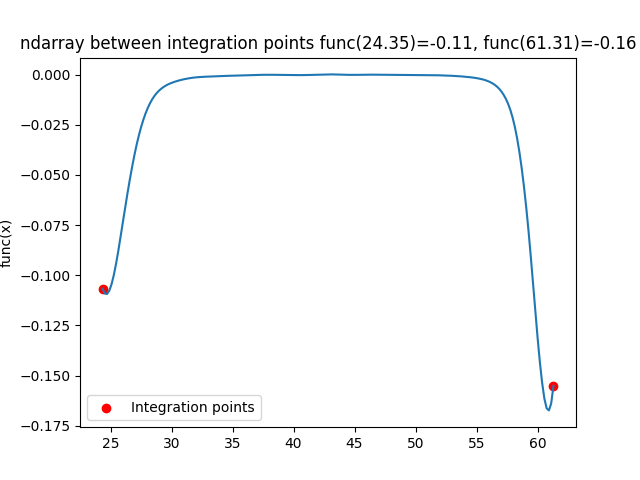 ndarray between integration points func(24.35)=-0.11, func(61.31)=-0.16
0.000
−0.025
−0.050
−0.075
−0.100
−0.125
−0.150
−0.175
func(x)
Integration points
25 30 35 40 45 50 55 60